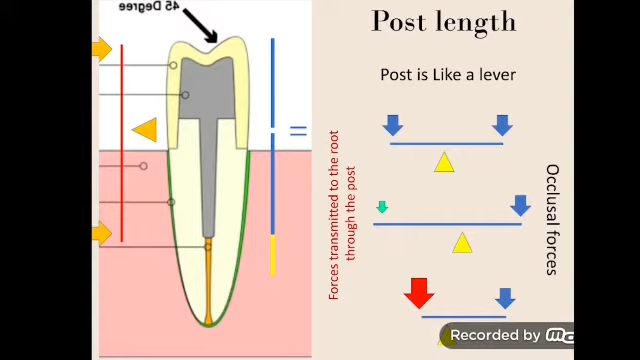 45 Degree
Post length
Post is Like a lever
Forces transmitted to the root
through the post
Occlusal forces
=
Recorded by